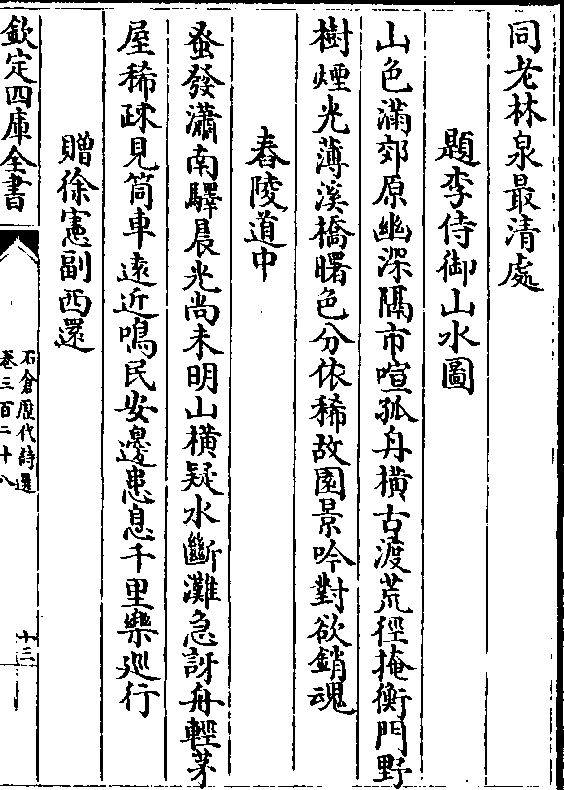 同老林泉最清處
題李侍御山水圖
山色滿郊原幽深隔市喧孤舟橫古渡荒徑掩衡門野
樹煙光薄溪橋曙色分依稀故園景吟對欲銷魂
舂陵道中
蚤發瀟南驛晨光尚未明山橫疑水斷灘急訝舟輕茅
屋稀疎見筒車遠近鳴民安邊患息千里樂廵行
贈徐憲副西還
欽定四庫全書
石倉歷代詩選
卷三百二十八
十三